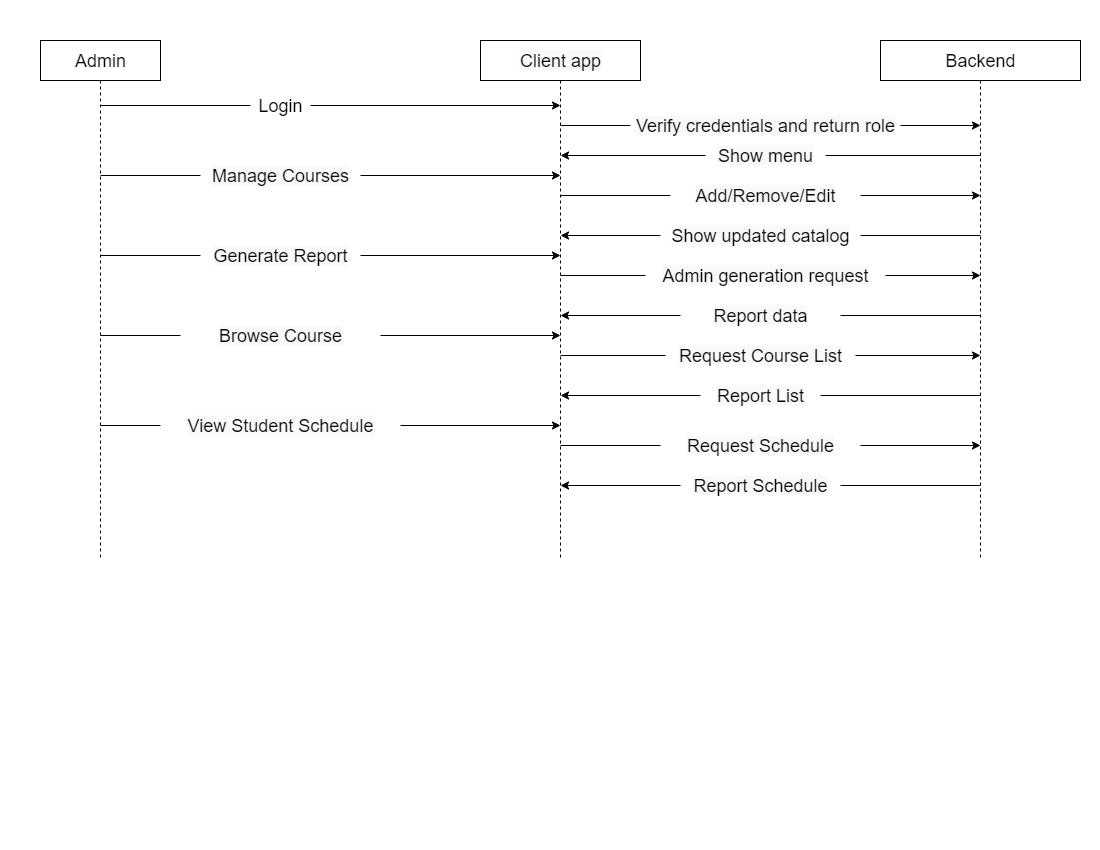 Admin
Client app
Backend
Login
Verify credentials and return role
Show menu
Manage Courses
Add/Remove/Edit
Show updated catalog
Generate Report
Admin generation request
Report data
Browse Course
Request Course List
Report List
View Student Schedule
Request Schedule
Report Schedule